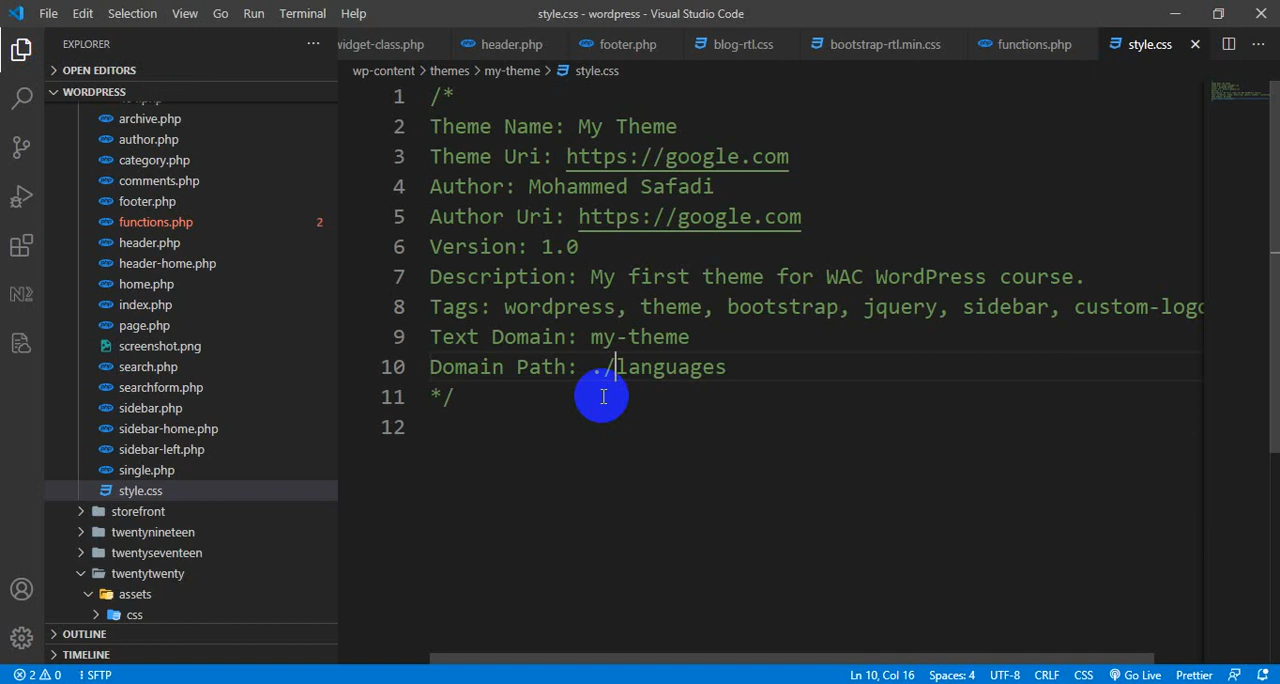 File Edit Selection View Go Run Terminal Help
style.css - wordpress - Visual Studio Code
EXPLORER
widget-class.php header.php footer.php blog-rtl.css bootstrap-rtl.min.css functions.php style.css
OPEN EDITORS
wp-content > themes > my-theme > style.css
WORDPRESS
archive.php
author.php
category.php
comments.php
footer.php
functions.php 2
header.php
header-home.php
home.php
index.php
page.php
screenshot.png
search.php
searchform.php
sidebar.php
sidebar-home.php
sidebar-left.php
single.php
style.css
storefront
twentynineteen
twentyseventeen
twentytwenty
assets
css
OUTLINE
TIMELINE
1 /*
2 Theme Name: My Theme
3 Theme Uri: https://google.com
4 Author: Mohammed Safadi
5 Author Uri: https://google.com
6 Version: 1.0
7 Description: My first theme for WAC WordPress course.
8 Tags: wordpress, theme, bootstrap, jquery, sidebar, custom-logo
9 Text Domain: my-theme
10 Domain Path: ./languages
11 */
12
2 0 SFTP
Ln 10, Col 16 Spaces: 4 UTF-8 CRLF CSS Go Live Prettier